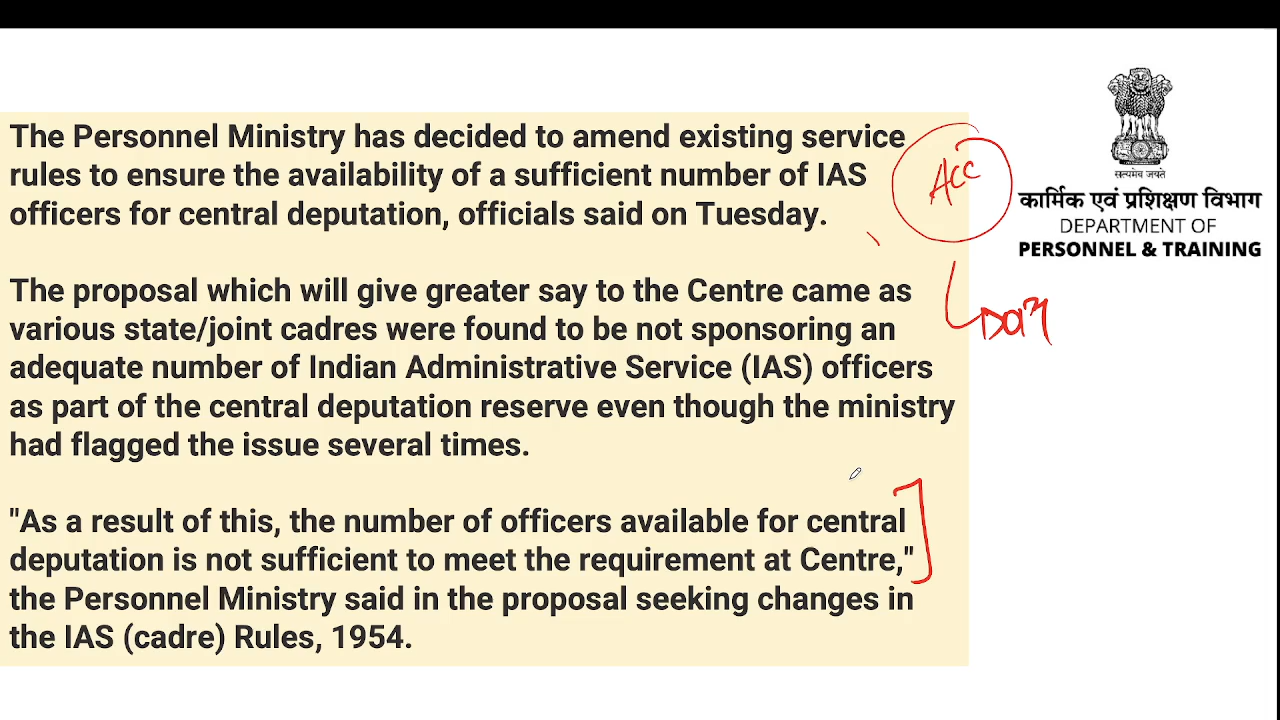 The Personnel Ministry has decided to amend existing service
rules to ensure the availability of a sufficient number of IAS
officers for central deputation, officials said on Tuesday.
The proposal which will give greater say to the Centre came as
various state/joint cadres were found to be not sponsoring an
adequate number of Indian Administrative Service (IAS) officers
as part of the central deputation reserve even though the ministry
had flagged the issue several times.
"As a result of this, the number of officers available for central
deputation is not sufficient to meet the requirement at Centre,"
the Personnel Ministry said in the proposal seeking changes in
the IAS (cadre) Rules, 1954.
ACC
सत्यमेव जयते
कार्मिक एवं प्रशिक्षण विभाग
DEPARTMENT OF
PERSONNEL & TRAINING